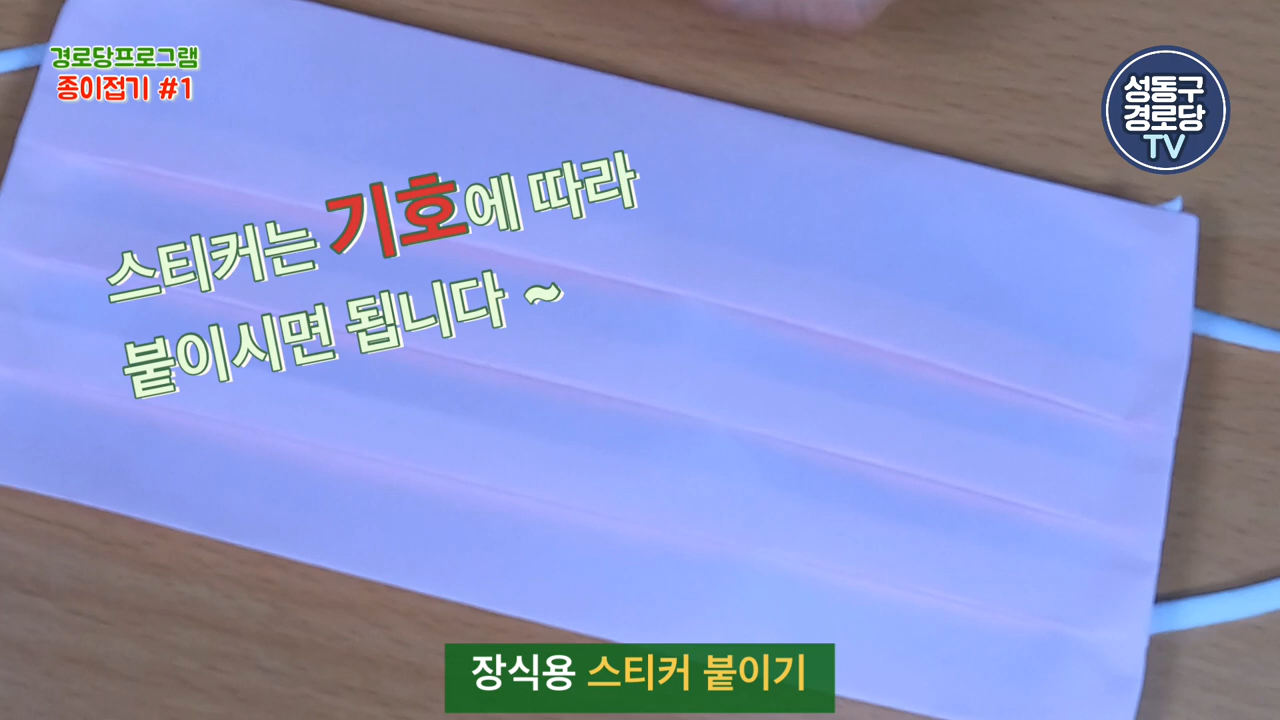 경로당프로그램
종이접기 #1
성동구
경로당
TV
스티커는 기호에 따라
붙이시면 됩니다 ~
장식용 스티커 붙이기